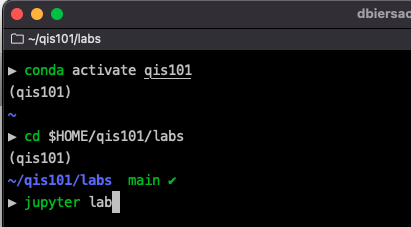 dbiersac
~/qis101/labs
▶ conda activate qis101
(qis101)
~
▶ cd $HOME/qis101/labs
(qis101)
~/qis101/labs main ✔
▶ jupyter lab